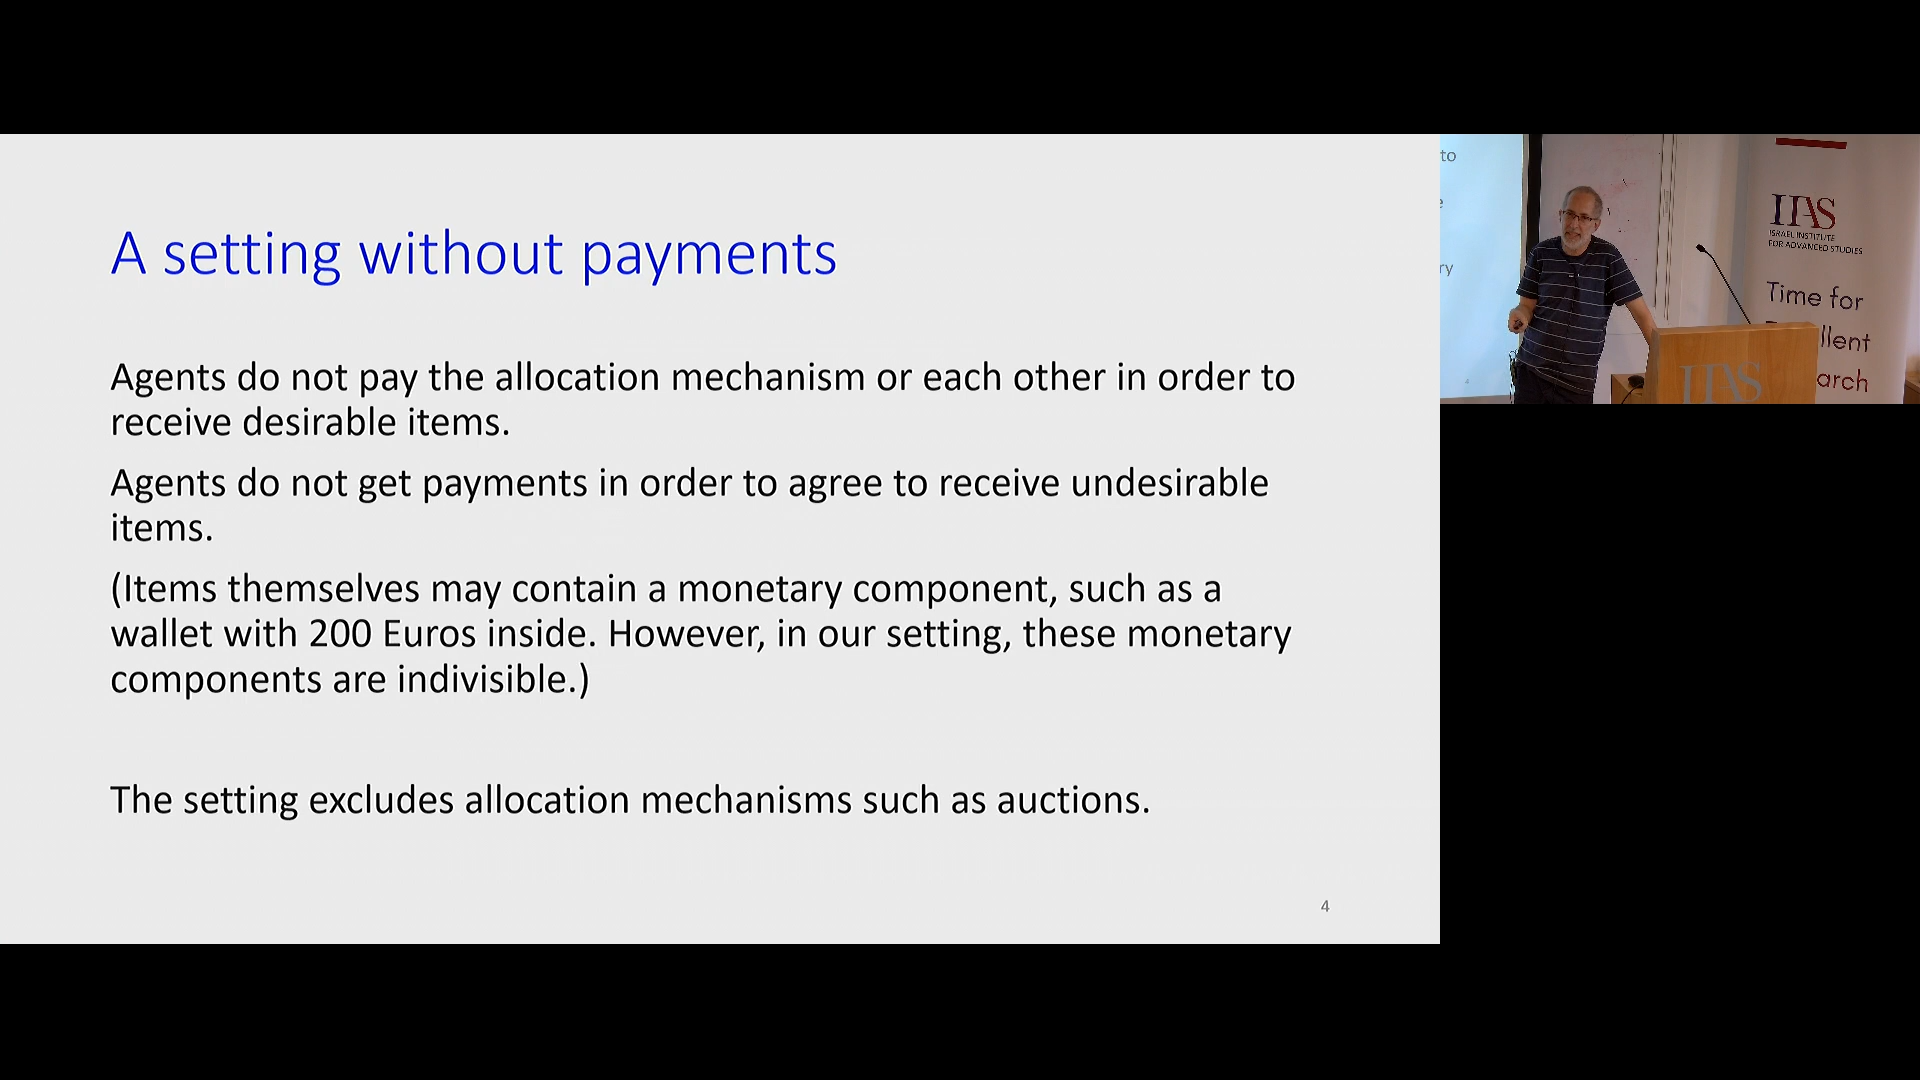 A setting without payments
Agents do not pay the allocation mechanism or each other in order to
receive desirable items.
Agents do not get payments in order to agree to receive undesirable
items.
(Items themselves may contain a monetary component, such as a
wallet with 200 Euros inside. However, in our setting, these monetary
components are indivisible.)
The setting excludes allocation mechanisms such as auctions.
4
to
ry
IIAS
ISRAEL INSTITUTE
FOR ADVANCED STUDIES
Time for
llent
arch
IIAS